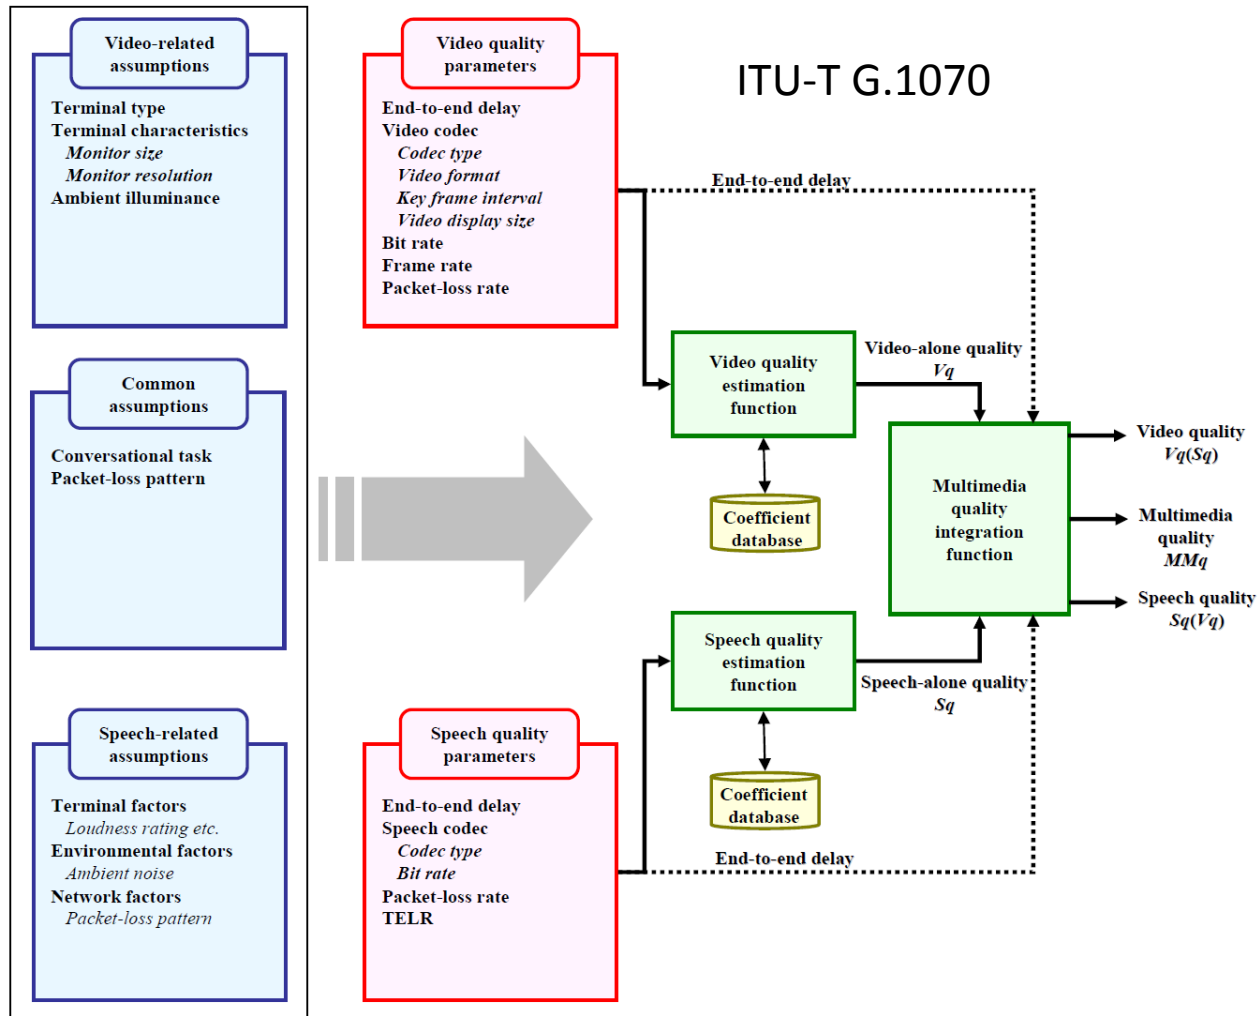 ITU-T G.1070
Video-related
assumptions
Terminal type
Terminal characteristics
Monitor size
Monitor resolution
Ambient illuminance
Common
assumptions
Conversational task
Packet-loss pattern
Speech-related
assumptions
Terminal factors
Loudness rating etc.
Environmental factors
Ambient noise
Network factors
Packet-loss pattern
Video quality
parameters
End-to-end delay
Video codec
Codec type
Video format
Key frame interval
Video display size
Bit rate
Frame rate
Packet-loss rate
Speech quality
parameters
End-to-end delay
Speech codec
Codec type
Bit rate
Packet-loss rate
TELR
End-to-end delay
Video quality
estimation
function
Coefficient
database
Video-alone quality
Vq
Speech quality
estimation
function
Coefficient
database
Speech-alone quality
Sq
End-to-end delay
Multimedia
quality
integration
function
Video quality
Vq(Sq)
Multimedia
quality
MMq
Speech quality
Sq(Vq)